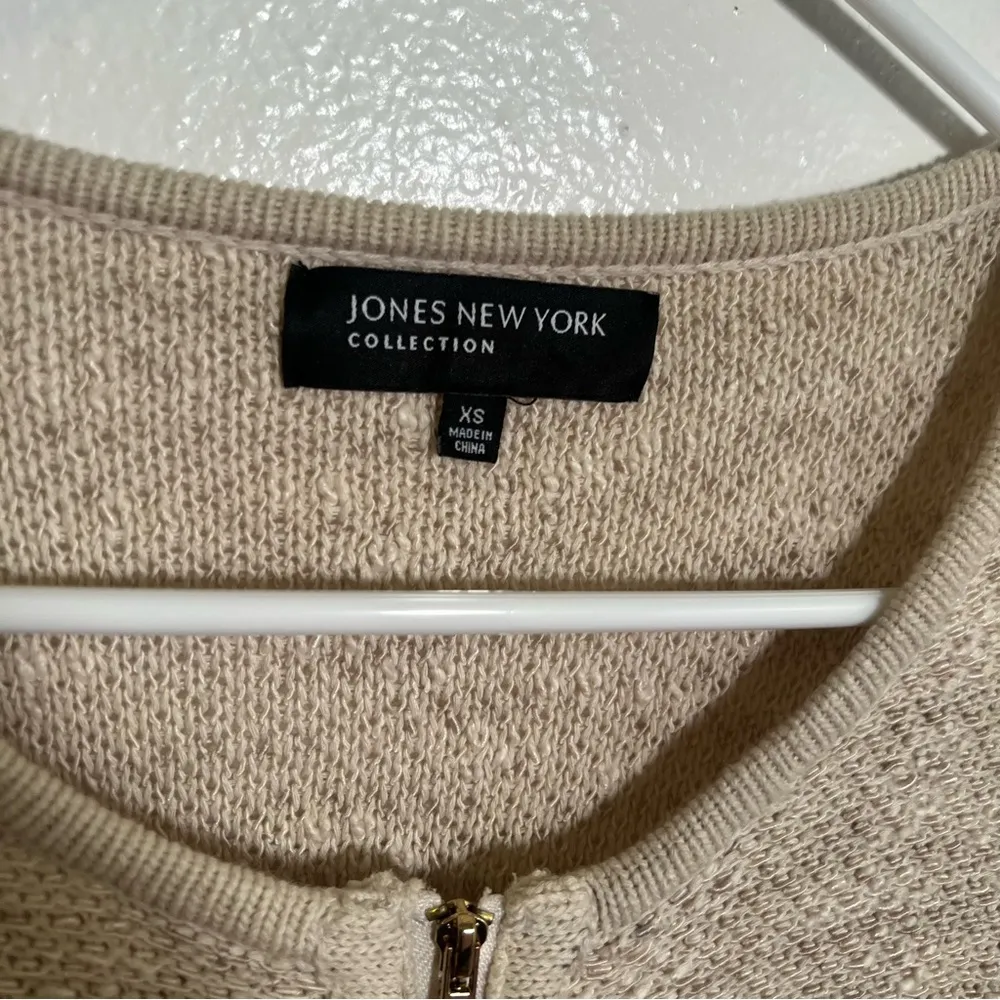 JONES NEW YORK
COLLECTION
XS
MADE IN
CHINA